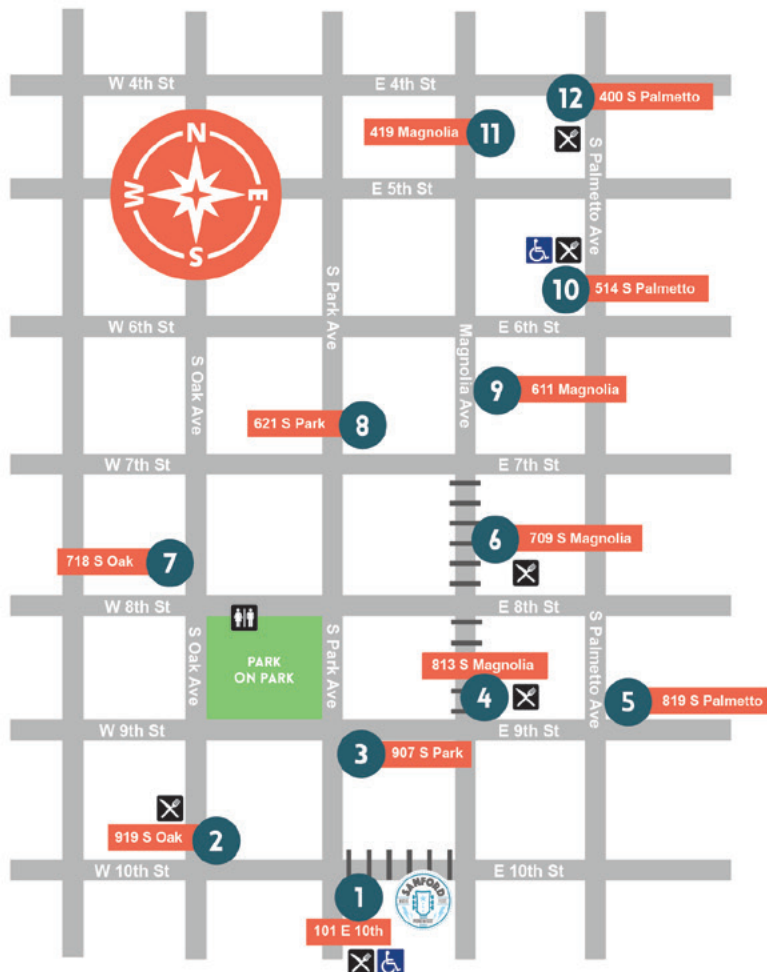 W 4th St
E 4th St
12
400 S Palmetto
419 Magnolia
11
N
W
E
S
E 5th St
S Palmetto Ave
10
514 S Palmetto
S Park Ave
W 6th St
E 6th St
Magnolia Ave
S Oak Ave
9
611 Magnolia
621 S Park
8
W 7th St
E 7th St
6
709 S Magnolia
718 S Oak
7
W 8th St
E 8th St
S Oak Ave
PARK
ON PARK
S Park Ave
813 S Magnolia
4
S Palmetto Ave
5
819 S Palmetto
W 9th St
E 9th St
3
907 S Park
919 S Oak
2
W 10th St
E 10th St
1
SANFORD
101 E 10th